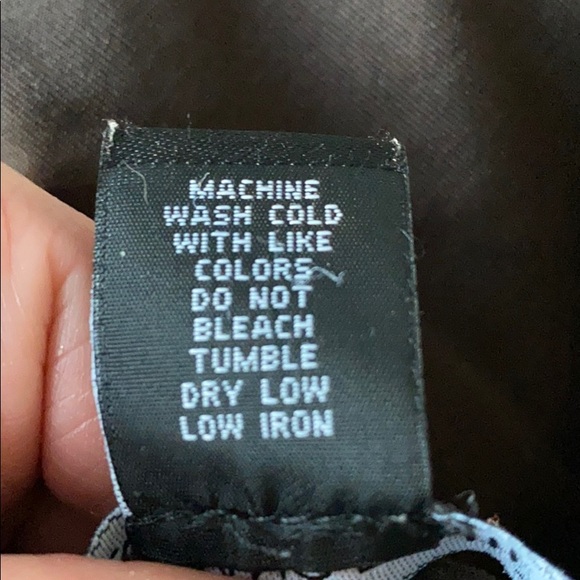 MACHINE
WASH COLD
WITH LIKE
COLORS
DO NOT
BLEACH
TUMBLE
DRY LOW
LOW IRON